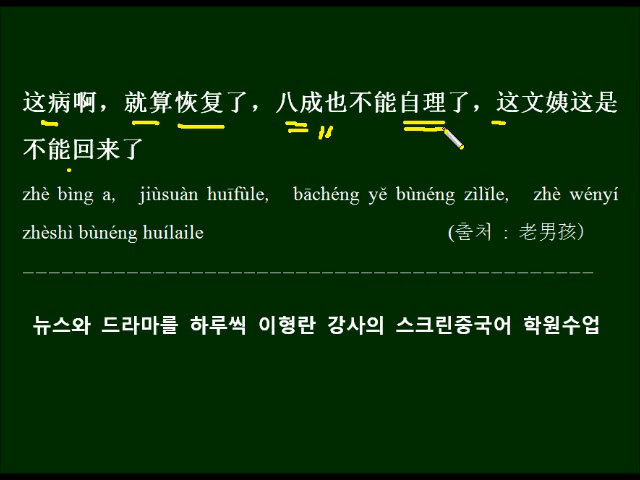 这病啊，就算恢复了，八成也不能自理了，这文姨这是
不能回来了
zhè bìng a, jiùsuàn huīfùle, bāchéng yě bùnéng zìlǐle, zhè wényí
zhèshì bùnéng huílaile (출처 : 老男孩)
뉴스와 드라마를 하루씩 이형란 강사의 스크린중국어 학원수업